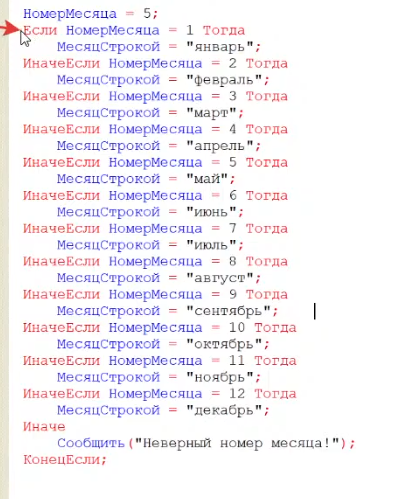 НомерМесяца = 5;
Если НомерМесяца = 1 Тогда
МесяцСтрокой = "январь";
ИначеЕсли НомерМесяца = 2 Тогда
МесяцСтрокой = "февраль";
ИначеЕсли НомерМесяца = 3 Тогда
МесяцСтрокой = "март";
ИначеЕсли НомерМесяца = 4 Тогда
МесяцСтрокой = "апрель";
ИначеЕсли НомерМесяца = 5 Тогда
МесяцСтрокой = "май";
ИначеЕсли НомерМесяца = 6 Тогда
МесяцСтрокой = "июнь";
ИначеЕсли НомерМесяца = 7 Тогда
МесяцСтрокой = "июль";
ИначеЕсли НомерМесяца = 8 Тогда
МесяцСтрокой = "август";
ИначеЕсли НомерМесяца = 9 Тогда
МесяцСтрокой = "сентябрь";
ИначеЕсли НомерМесяца = 10 Тогда
МесяцСтрокой = "октябрь";
ИначеЕсли НомерМесяца = 11 Тогда
МесяцСтрокой = "ноябрь";
ИначеЕсли НомерМесяца = 12 Тогда
МесяцСтрокой = "декабрь";
Иначе
Сообщить("Неверный номер месяца!");
КонецЕсли;